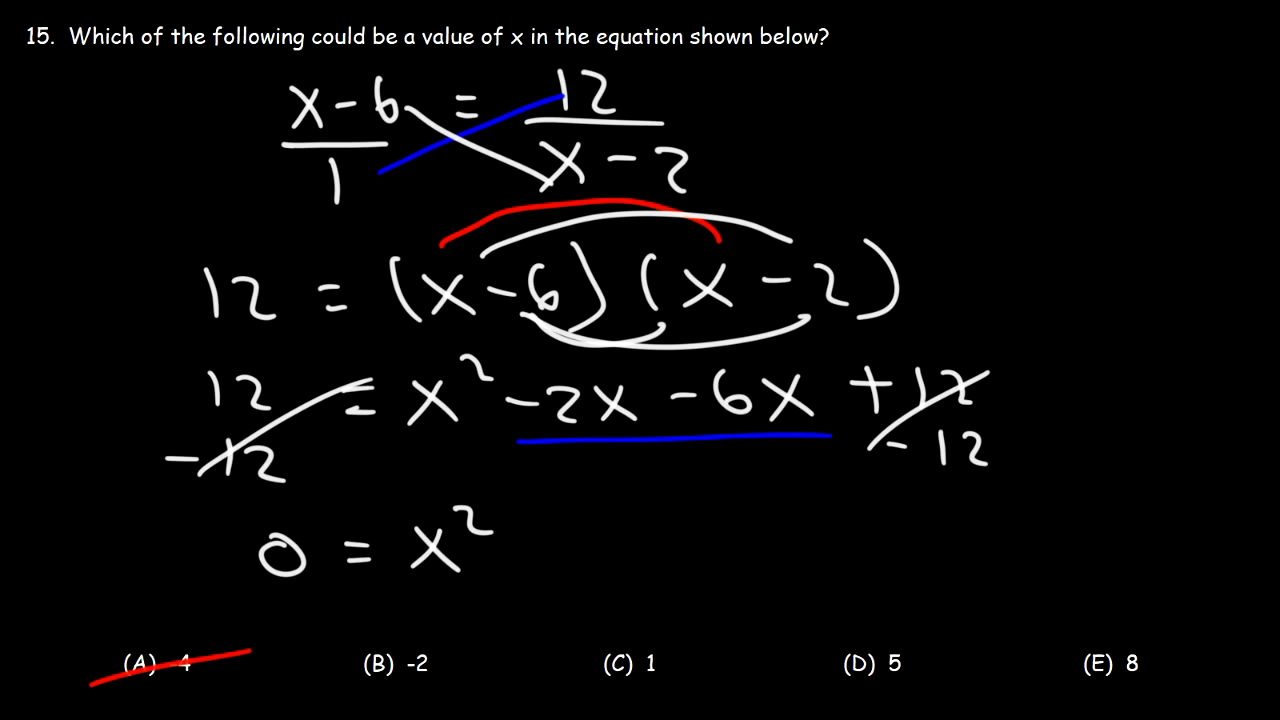 15. Which of the following could be a value of x in the equation shown below?
x - 6 = 12
1 x - 2
12 = (x - 6) (x - 2)
12 = x² - 2x - 6x + 12
- 12 - 12
0 = x²
(A) -4 (B) -2 (C) 1 (D) 5 (E) 8